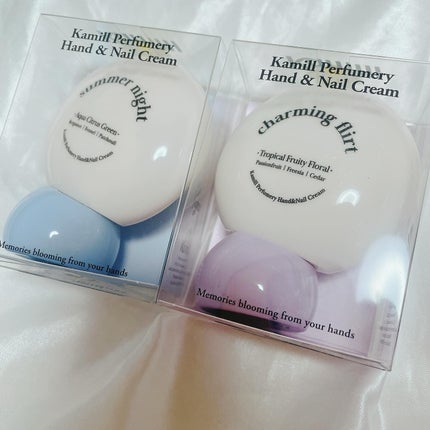 Kamill Perfumery
Hand & Nail Cream
summer night
·Aqua Citrus Green·
Kamill Perfumery Hand&Nail Cream
Memories blooming from your hands
Kamill Perfumery
Hand & Nail Cream
charming flirt
·Tropical Fruity Floral·
Passionfruit | Freesia | Cedar
Kamill Perfumery Hand&Nail Cream
Memories blooming from your hands